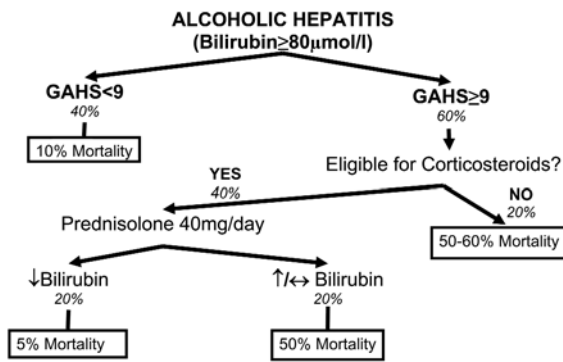 ALCOHOLIC HEPATITIS
(Bilirubin≥80μmol/l)
GAHS<9
40%
10% Mortality
GAHS≥9
60%
Eligible for Corticosteroids?
YES
40%
NO
20%
Prednisolone 40mg/day
50-60% Mortality
↓Bilirubin
20%
5% Mortality
↑/↔ Bilirubin
20%
50% Mortality